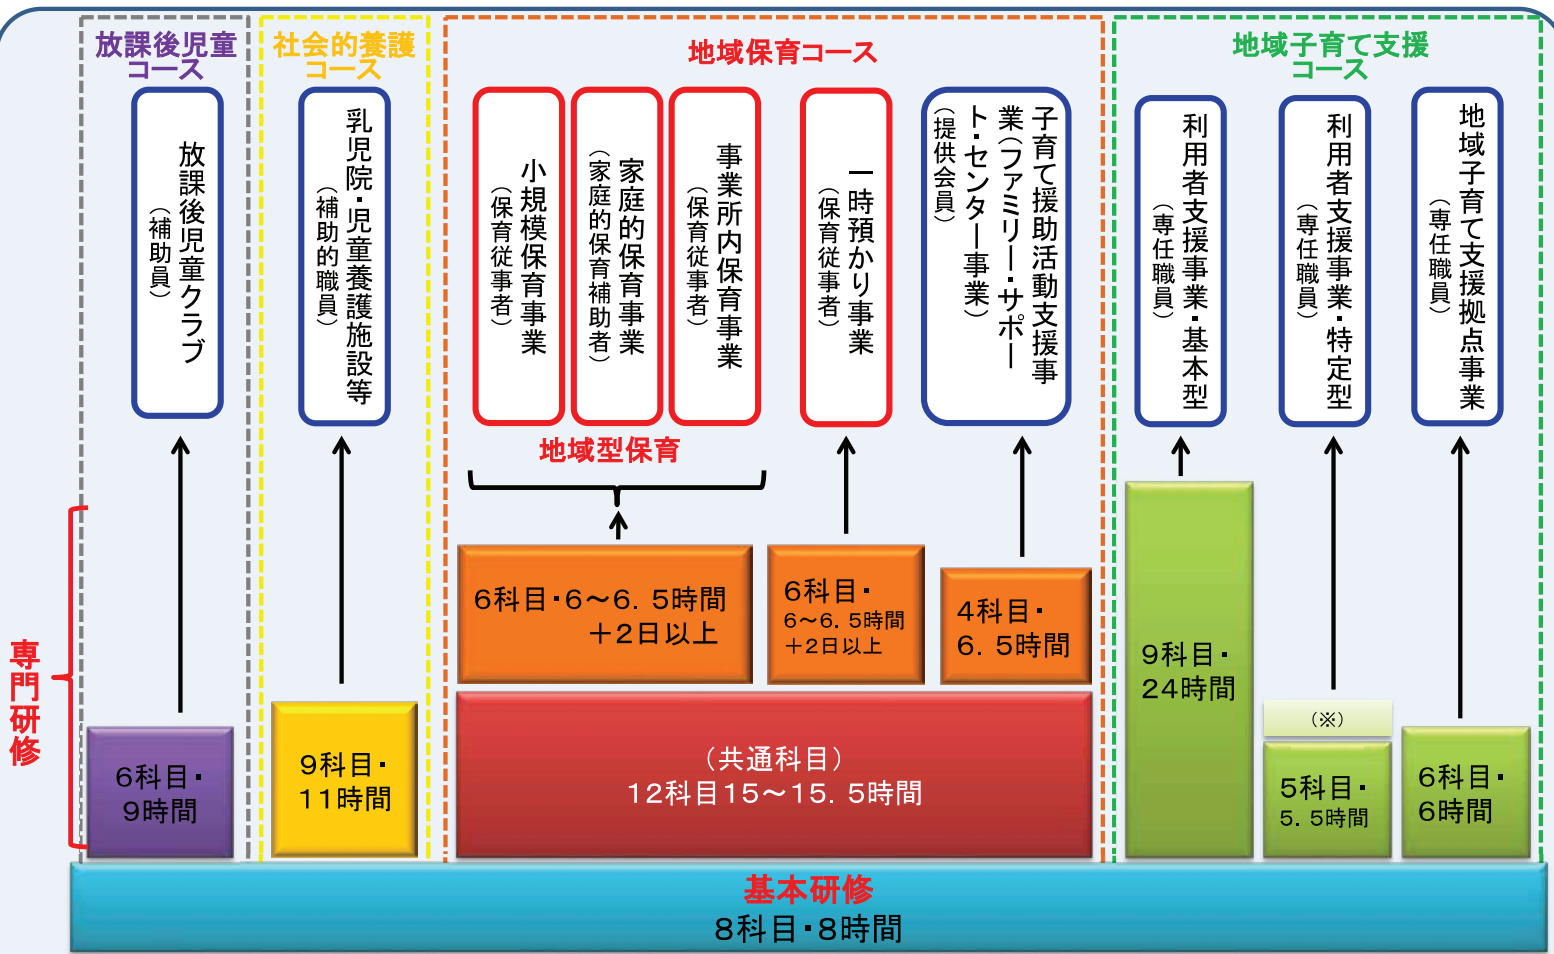 放課後児童
コース
社会的養護
コース
地域保育コース
地域子育て支援
コース
放課後児童クラブ
（補助員）
乳児院・児童養護施設等
（補助的職員）
小規模保育事業
（保育従事者）
家庭的保育事業
（家庭的保育補助者）
事業所内保育事業
（保育従事者）
一時預かり事業
（保育従事者）
子育て援助活動支援事
業（ファミリー・サポー
ト・センター事業）
（提供会員）
利用者支援事業・基本型
（専任職員）
利用者支援事業・特定型
（専任職員）
地域子育て支援拠点事業
（専任職員）
地域型保育
専門研修
6科目・
9時間
9科目・
11時間
6科目・6～6．5時間
＋2日以上
6科目・
6～6．5時間
＋2日以上
4科目・
6．5時間
（共通科目）
12科目15～15．5時間
9科目・
24時間
（※）
5科目・
5．5時間
6科目・
6時間
基本研修
8科目・8時間